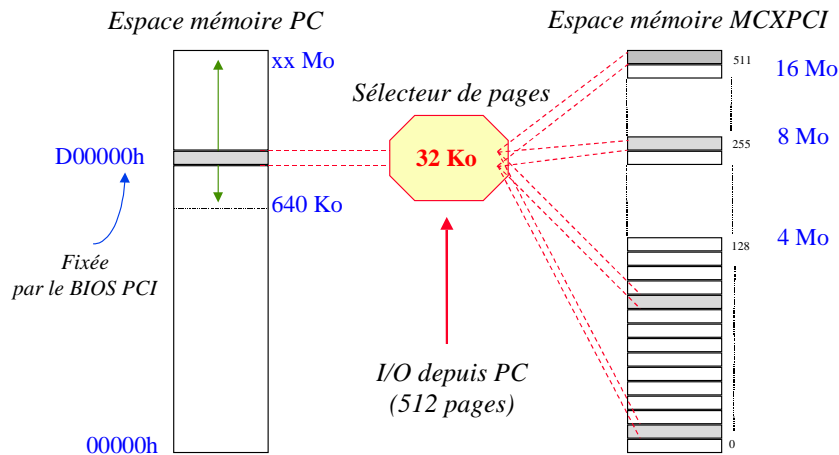 Espace mémoire PC
Espace mémoire MCXPCI
xx Mo
511
16 Mo
Sélecteur de pages
8 Mo
255
D00000h
32 Ko
640 Ko
4 Mo
128
Fixée
par le BIOS PCI
I/O depuis PC
(512 pages)
00000h
0